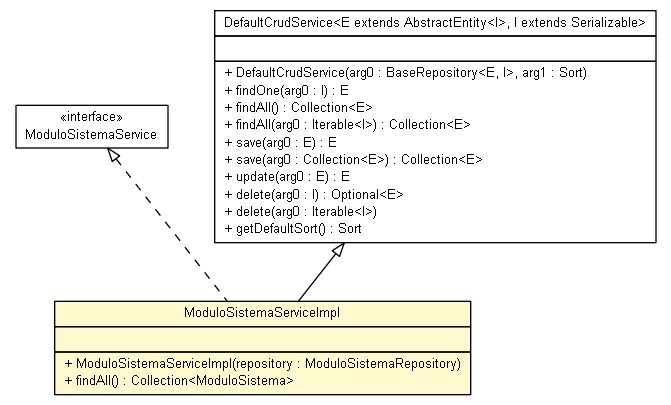 DefaultCrudService<E extends AbstractEntity<I>, I extends Serializable>
+ DefaultCrudService(arg0 : BaseRepository<E, I>, arg1 : Sort)
+ findOne(arg0 : I) : E
+ findAll() : Collection<E>
+ findAll(arg0 : Iterable<I>) : Collection<E>
+ save(arg0 : E) : E
+ save(arg0 : Collection<E>) : Collection<E>
+ update(arg0 : E) : E
+ delete(arg0 : I) : Optional<E>
+ delete(arg0 : Iterable<I>)
+ getDefaultSort() : Sort
«interface»
ModuloSistemaService
ModuloSistemaServiceImpl
+ ModuloSistemaServiceImpl(repository : ModuloSistemaRepository)
+ findAll() : Collection<ModuloSistema>